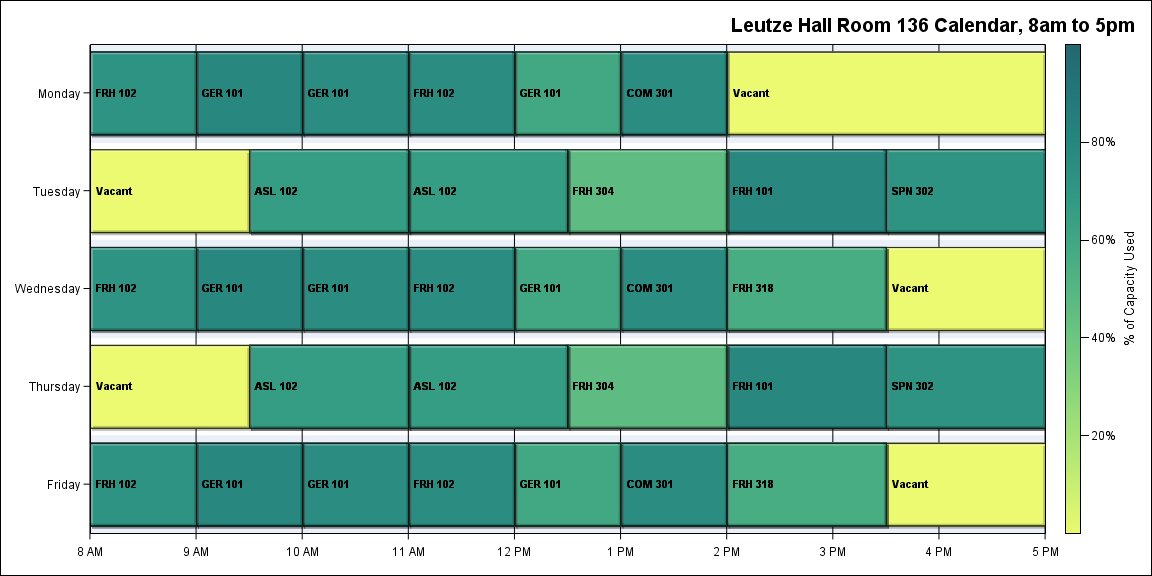 Leutze Hall Room 136 Calendar, 8am to 5pm
Monday
FRH 102
GER 101
GER 101
FRH 102
GER 101
COM 301
Vacant
Tuesday
Vacant
ASL 102
ASL 102
FRH 304
FRH 101
SPN 302
Wednesday
FRH 102
GER 101
GER 101
FRH 102
GER 101
COM 301
FRH 318
Vacant
Thursday
Vacant
ASL 102
ASL 102
FRH 304
FRH 101
SPN 302
Friday
FRH 102
GER 101
GER 101
FRH 102
GER 101
COM 301
FRH 318
Vacant
8 AM
9 AM
10 AM
11 AM
12 PM
1 PM
2 PM
3 PM
4 PM
5 PM
80%
60%
40%
20%
% of Capacity Used